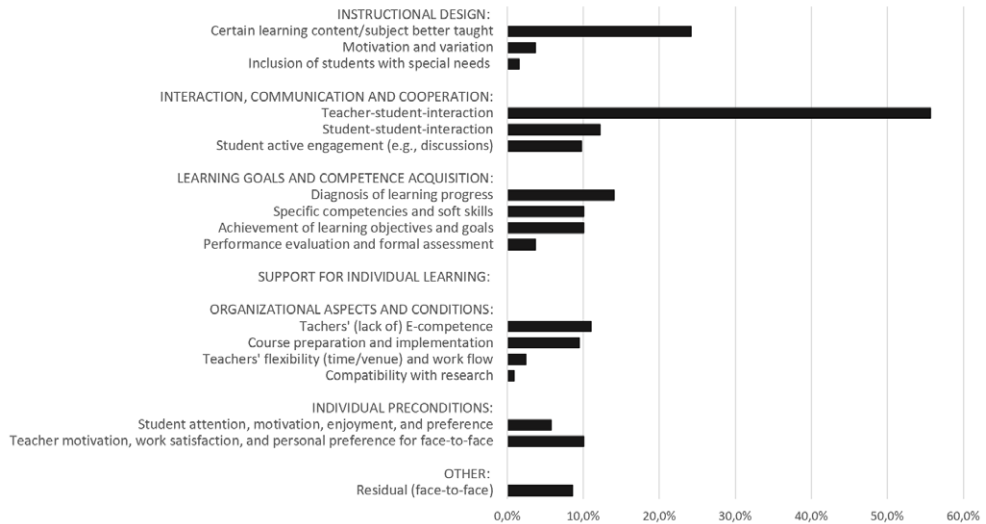 INSTRUCTIONAL DESIGN:
Certain learning content/subject better taught
Motivation and variation
Inclusion of students with special needs
INTERACTION, COMMUNICATION AND COOPERATION:
Teacher-student-interaction
Student-student-interaction
Student active engagement (e.g., discussions)
LEARNING GOALS AND COMPETENCE ACQUISITION:
Diagnosis of learning progress
Specific competencies and soft skills
Achievement of learning objectives and goals
Performance evaluation and formal assessment
SUPPORT FOR INDIVIDUAL LEARNING:
ORGANIZATIONAL ASPECTS AND CONDITIONS:
Tachers' (lack of) E-competence
Course preparation and implementation
Teachers' flexibility (time/venue) and work flow
Compatibility with research
INDIVIDUAL PRECONDITIONS:
Student attention, motivation, enjoyment, and preference
Teacher motivation, work satisfaction, and personal preference for face-to-face
OTHER:
Residual (face-to-face)
0,0% 10,0% 20,0% 30,0% 40,0% 50,0% 60,0%